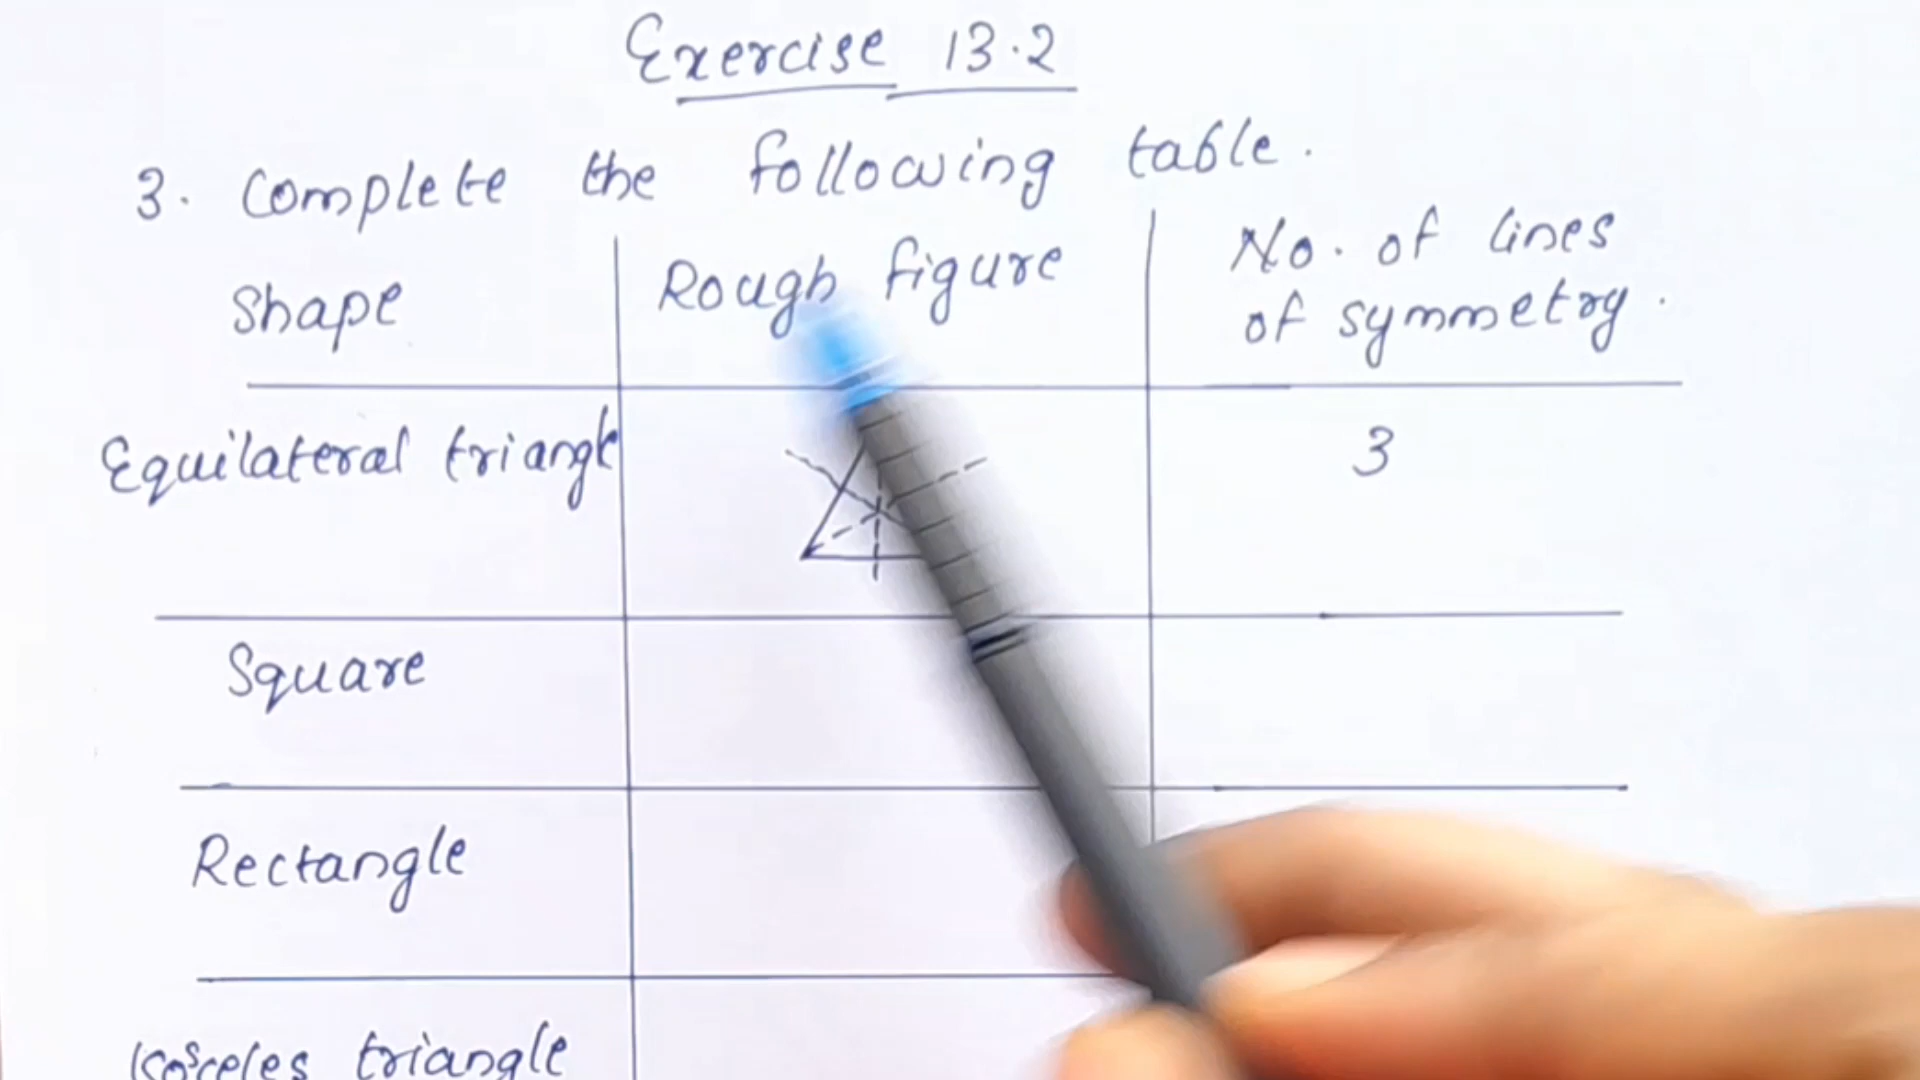 Exercise 13.2
3. Complete the following table.
Shape
Rough figure
No. of lines
of symmetry.
Equilateral triangle
3
Square
Rectangle
Isosceles triangle